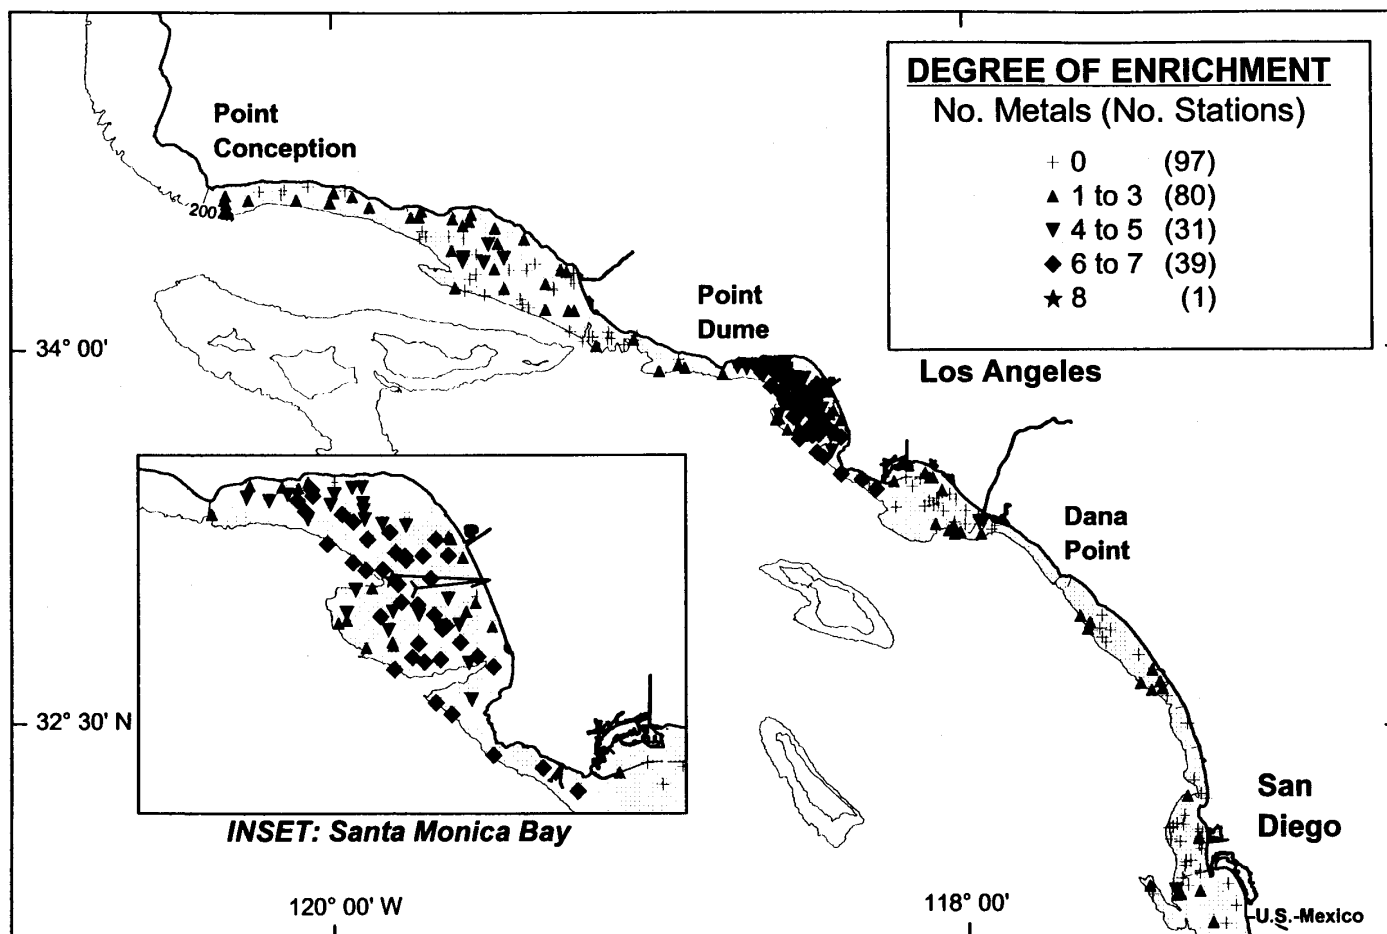 DEGREE OF ENRICHMENT
No. Metals (No. Stations)
0 (97)
1 to 3 (80)
4 to 5 (31)
6 to 7 (39)
8 (1)
Point
Conception
200
Point
Dume
34° 00'
Los Angeles
Dana
Point
32° 30' N
San
Diego
INSET: Santa Monica Bay
120° 00' W
118° 00'
U.S.-Mexico